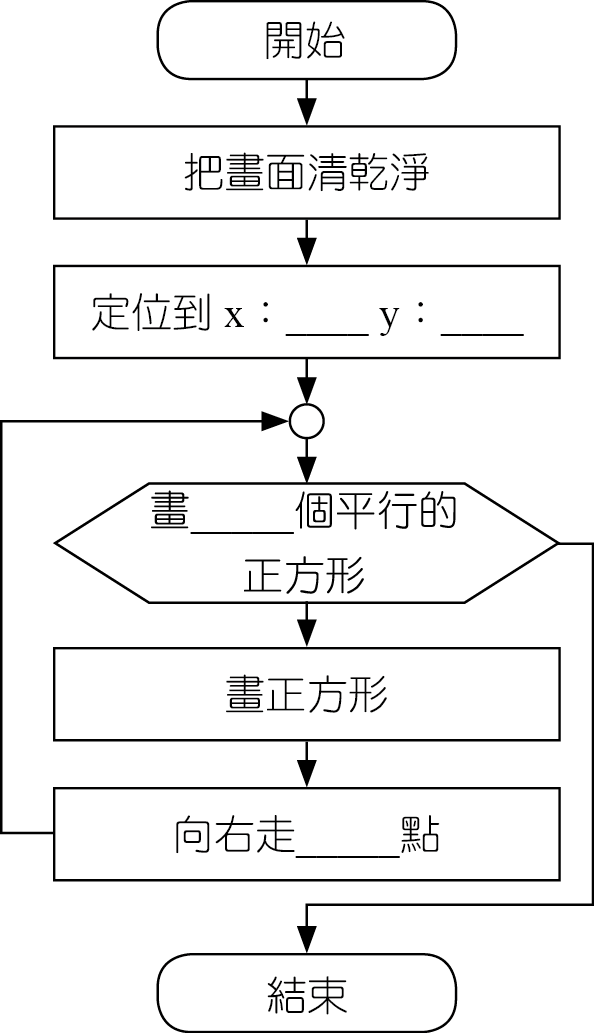 開始
把畫面清乾淨
定位到 x：____ y：____
畫_____個平行的
正方形
畫正方形
向右走_____點
結束